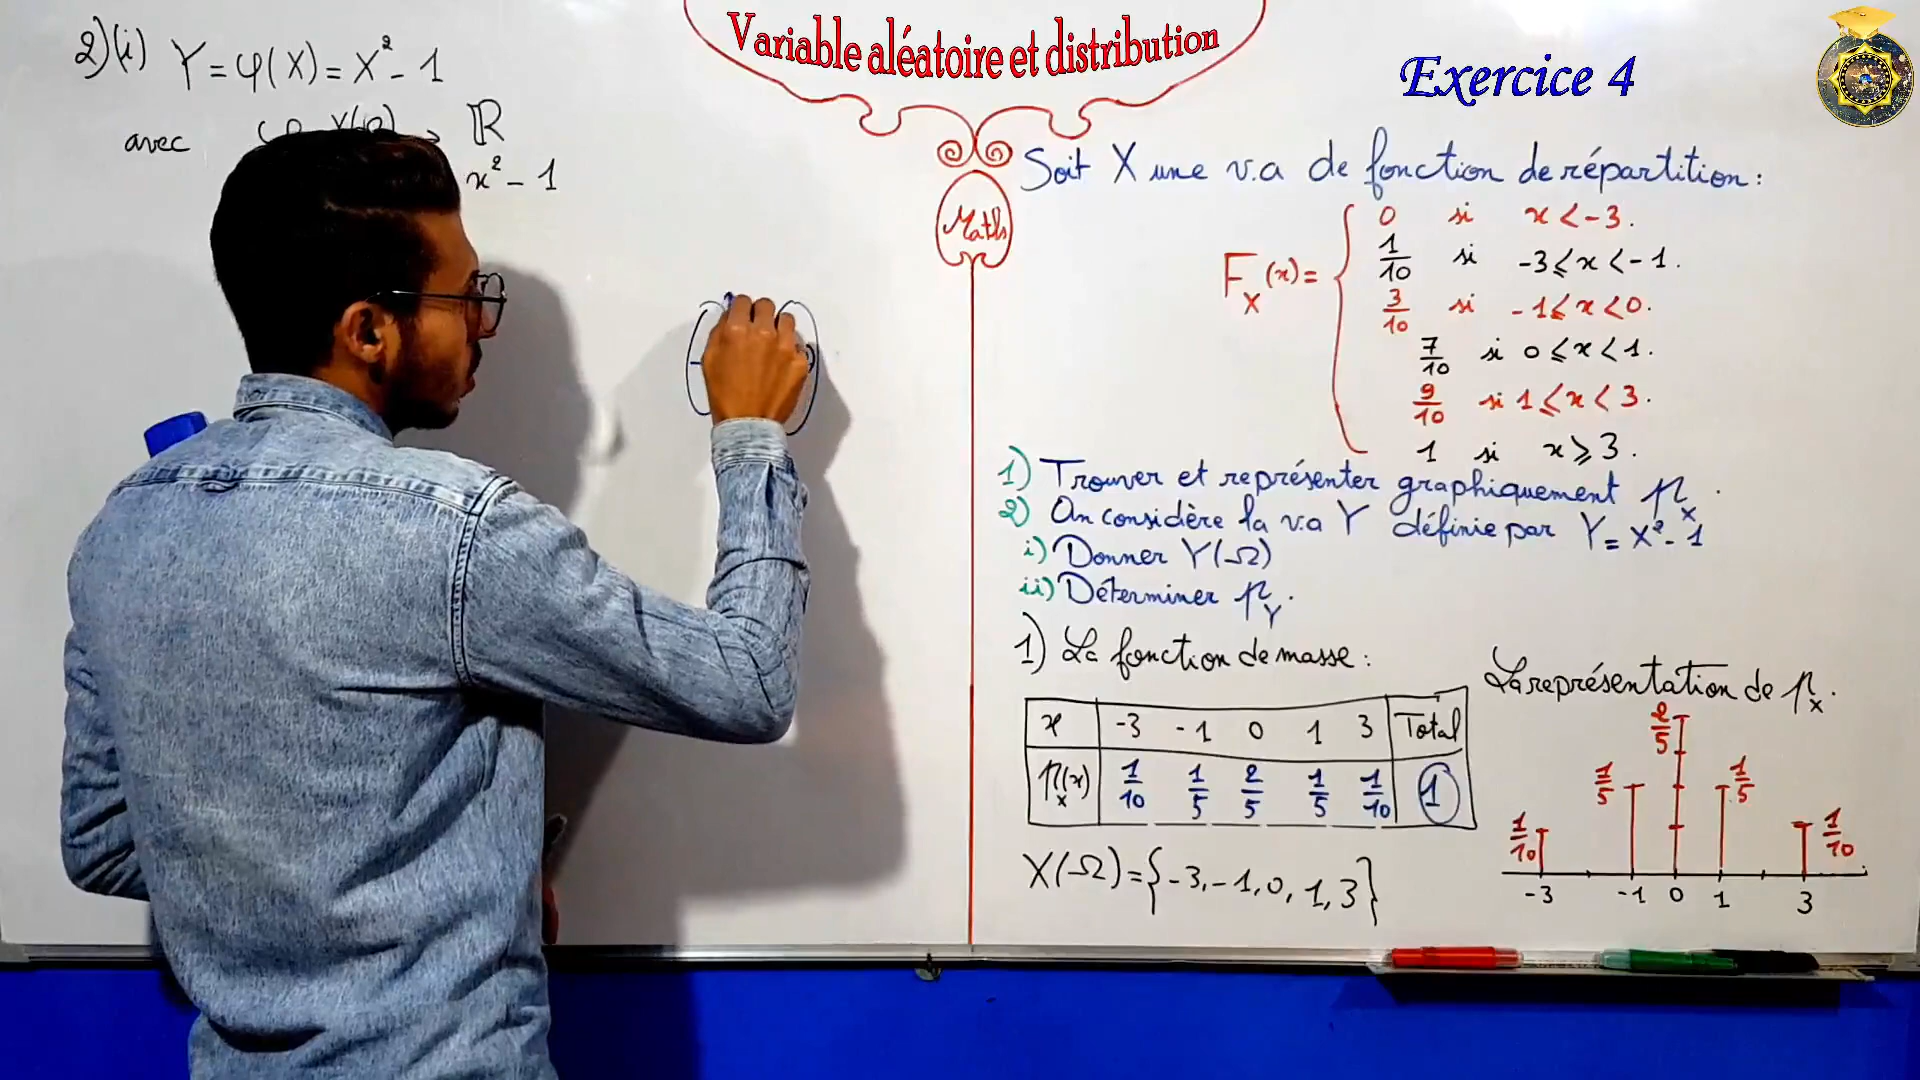 Variable aléatoire et distribution
Exercice 4
Maths
2)(i) Y = φ(X) = X² - 1
avec
ℝ
x² - 1
Soit X une v.a de fonction de répartition :
F_X(x) =
0 si x < -3.
1/10 si -3 ≤ x < -1.
3/10 si -1 ≤ x < 0.
7/10 si 0 ≤ x < 1.
9/10 si 1 ≤ x < 3.
1 si x ≥ 3.
1) Trouver et représenter graphiquement p_X.
2) On considère la v.a Y définie par Y = X² - 1
i) Donner Y(Ω)
ii) Déterminer p_Y.
1) La fonction de masse :
x -3 -1 0 1 3 Total
p_X(x) 1/10 1/5 2/5 1/5 1/10 1
X(Ω) = {-3, -1, 0, 1, 3}
La représentation de p_X.
2/5
1/5 1/5
1/10 1/10
-3 -1 0 1 3